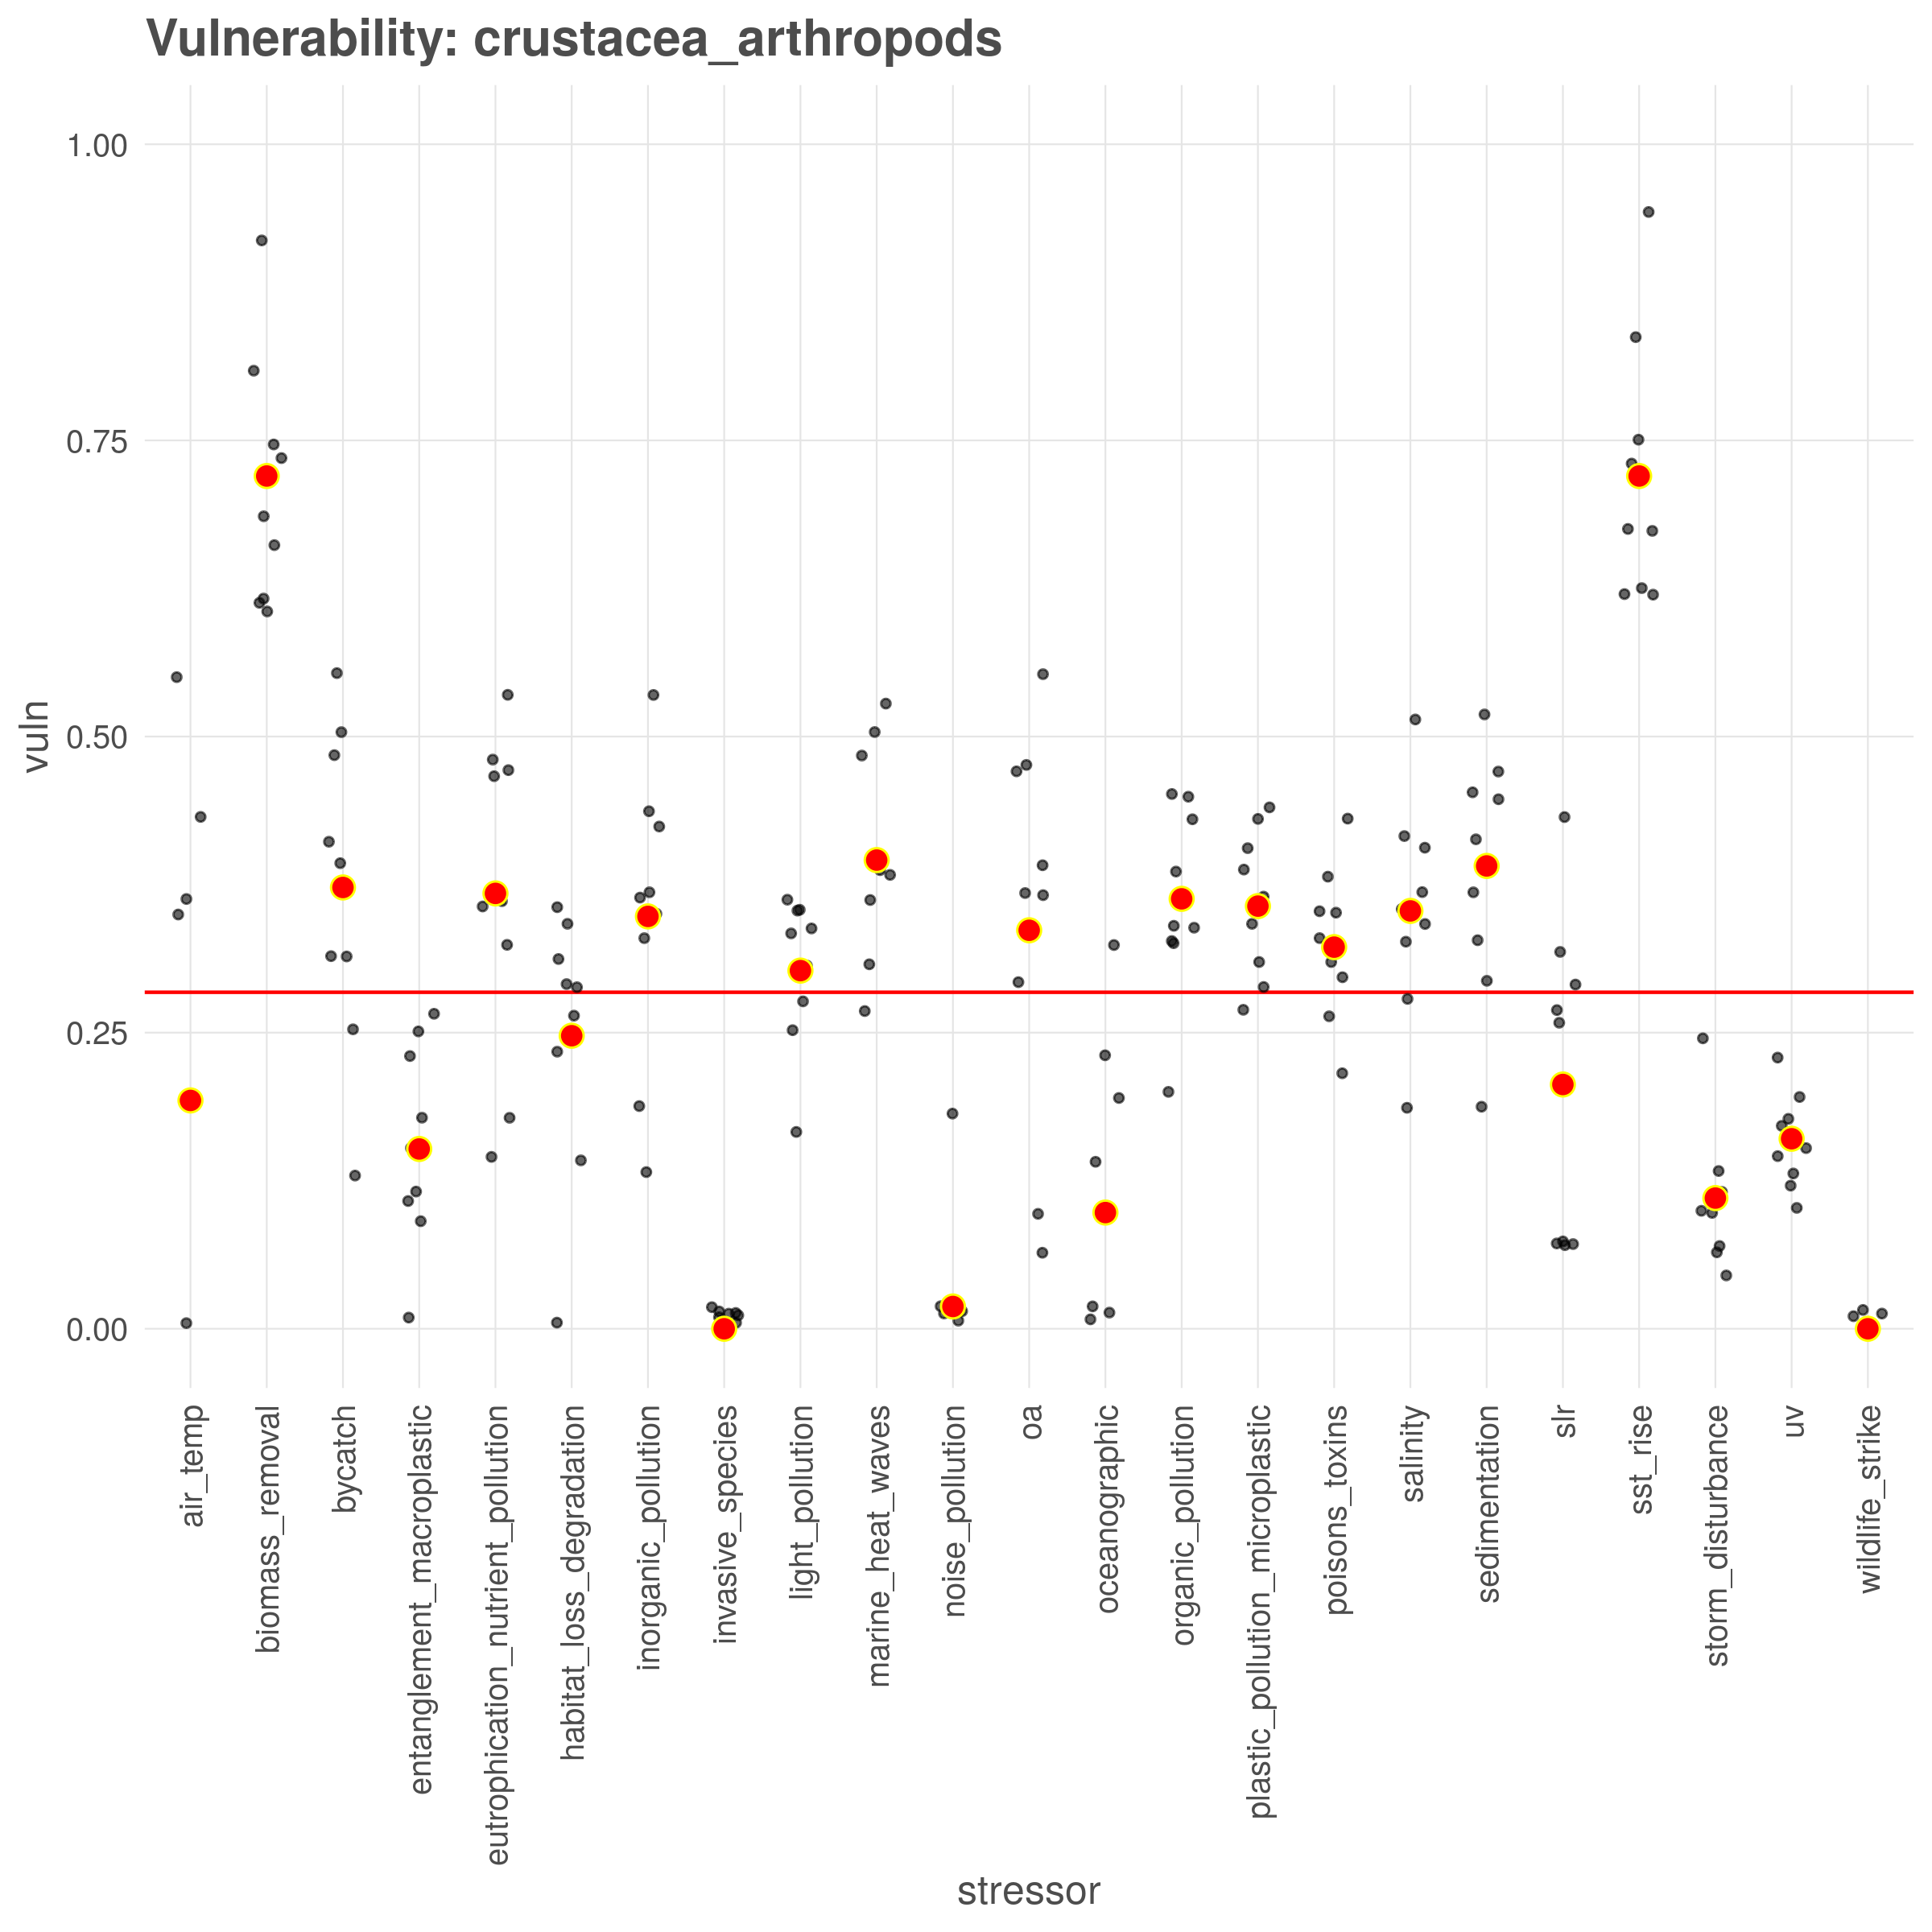 Vulnerability: crustacea_arthropods
1.00
0.75
0.50
0.25
0.00
vuln
air_temp
biomass_removal
bycatch
entanglement_macroplastic
eutrophication_nutrient_pollution
habitat_loss_degradation
inorganic_pollution
invasive_species
light_pollution
marine_heat_waves
noise_pollution
oa
oceanographic
organic_pollution
plastic_pollution_microplastic
poisons_toxins
salinity
sedimentation
slr
sst_rise
storm_disturbance
uv
wildlife_strike
stressor